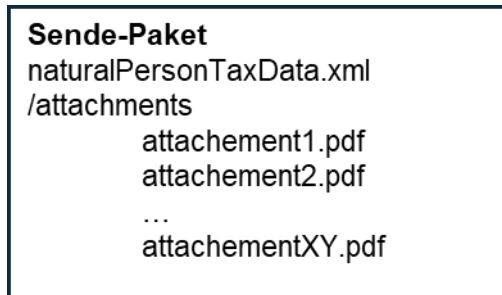 Sende-Paket
naturalPersonTaxData.xml
/attachments
attachement1.pdf
attachement2.pdf
…
attachementXY.pdf